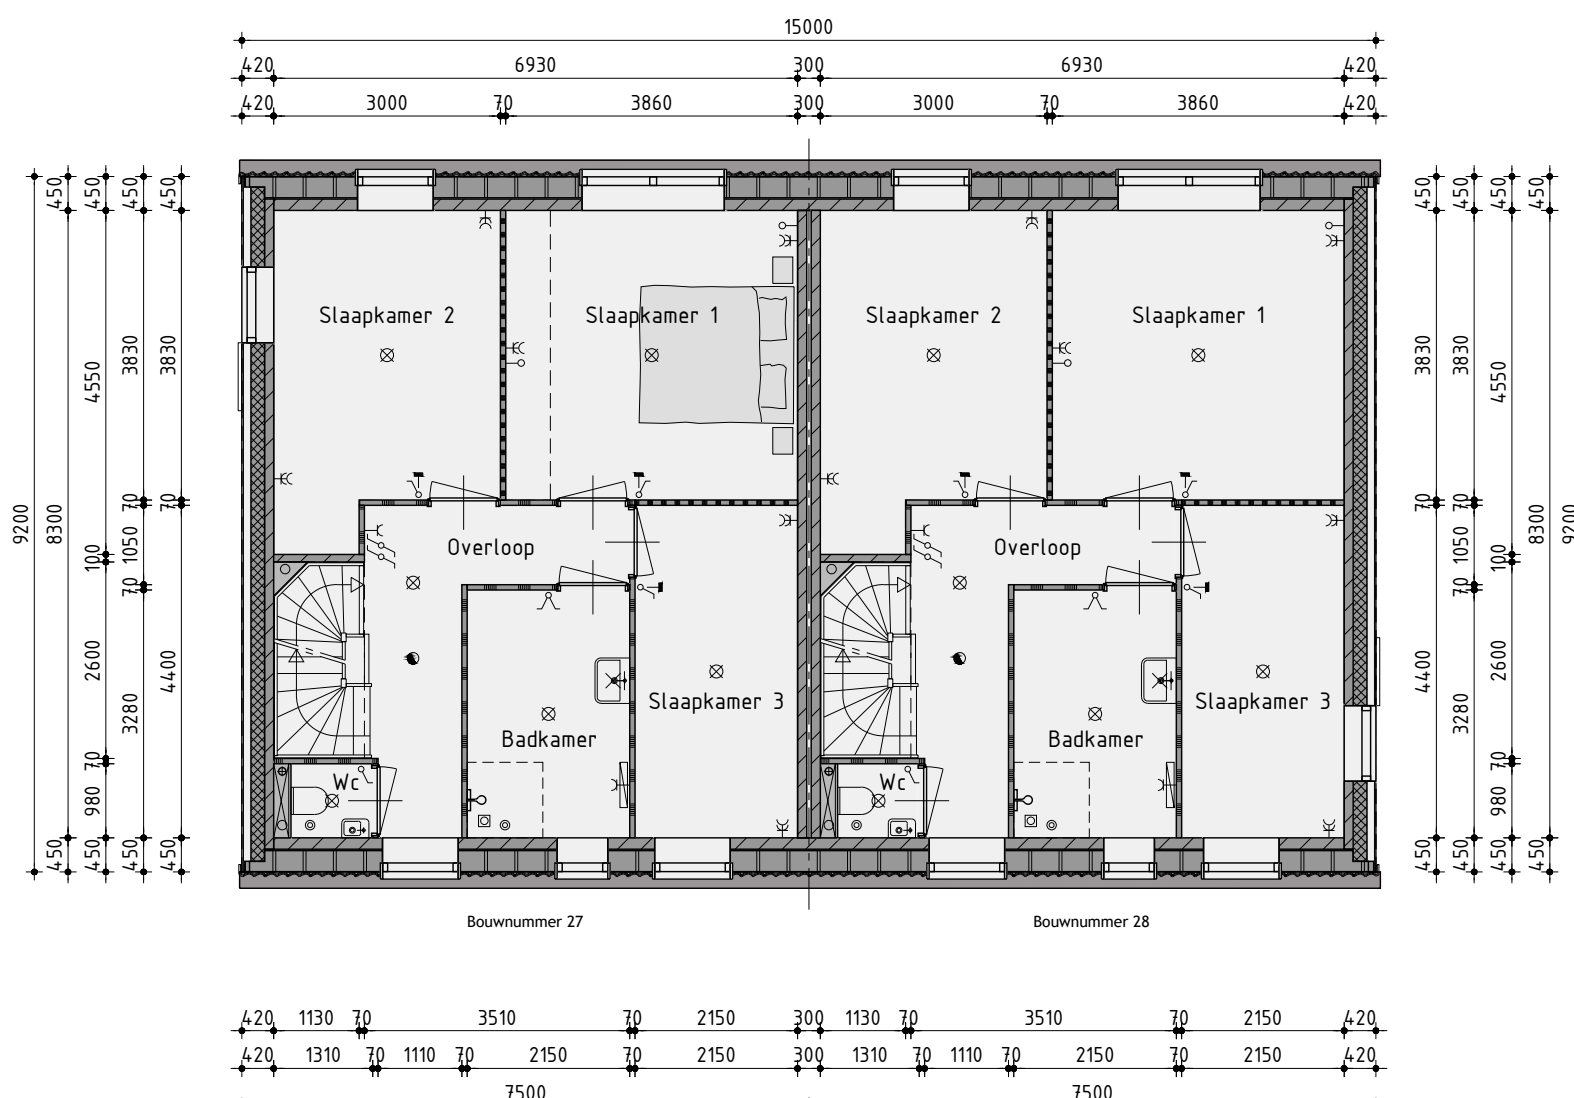 15000
420 6930 300 6930 420
420 3000 70 3860 300 3000 70 3860 420
450 450 450 450
450 450 450 450
Slaapkamer 2 Slaapkamer 1 Slaapkamer 2 Slaapkamer 1
9200 8300 4550 3830 3830
3830 3830 4550 8300 9200
70 70
70 70
100 1050
1050 100
Overloop Overloop
70
70
2600 3280 4400
4400 3280 2600
Slaapkamer 3 Slaapkamer 3
Badkamer Badkamer
70
70
Wc Wc
980
980
450 450 450 450
450 450 450 450
Bouwnummer 27 Bouwnummer 28
420 1130 70 3510 70 2150 300 1130 70 3510 70 2150 420
420 1310 70 1110 70 2150 70 2150 300 1310 70 1110 70 2150 70 2150 420
7500 7500